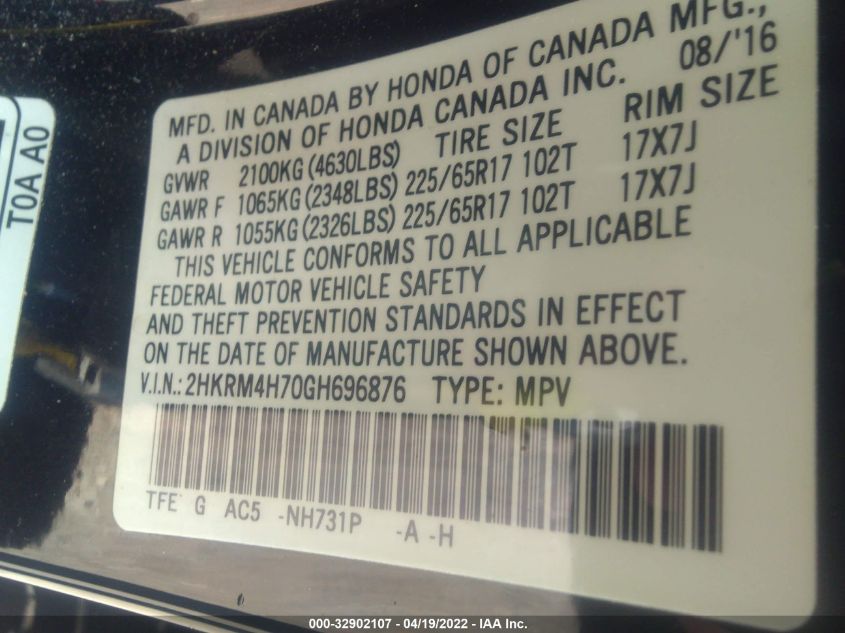 MFD. IN CANADA BY HONDA OF CANADA MFG.,
A DIVISION OF HONDA CANADA INC. 08/'16
GVWR 2100KG (4630LBS) TIRE SIZE RIM SIZE
GAWR F 1065KG (2348LBS) 225/65R17 102T 17X7J
GAWR R 1055KG (2326LBS) 225/65R17 102T 17X7J
THIS VEHICLE CONFORMS TO ALL APPLICABLE
FEDERAL MOTOR VEHICLE SAFETY
AND THEFT PREVENTION STANDARDS IN EFFECT
ON THE DATE OF MANUFACTURE SHOWN ABOVE.
V.I.N.: 2HKRM4H70GH696876 TYPE: MPV
TFE G AC5 -NH731P -A -H
T0A A0
000-32902107 - 04/19/2022 - IAA Inc.